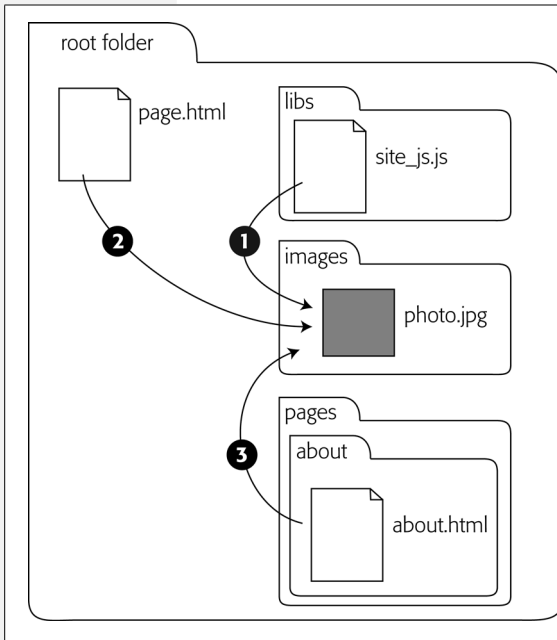 root folder
page.html
libs
site_js.js
2
1
images
photo.jpg
pages
3
about
about.html